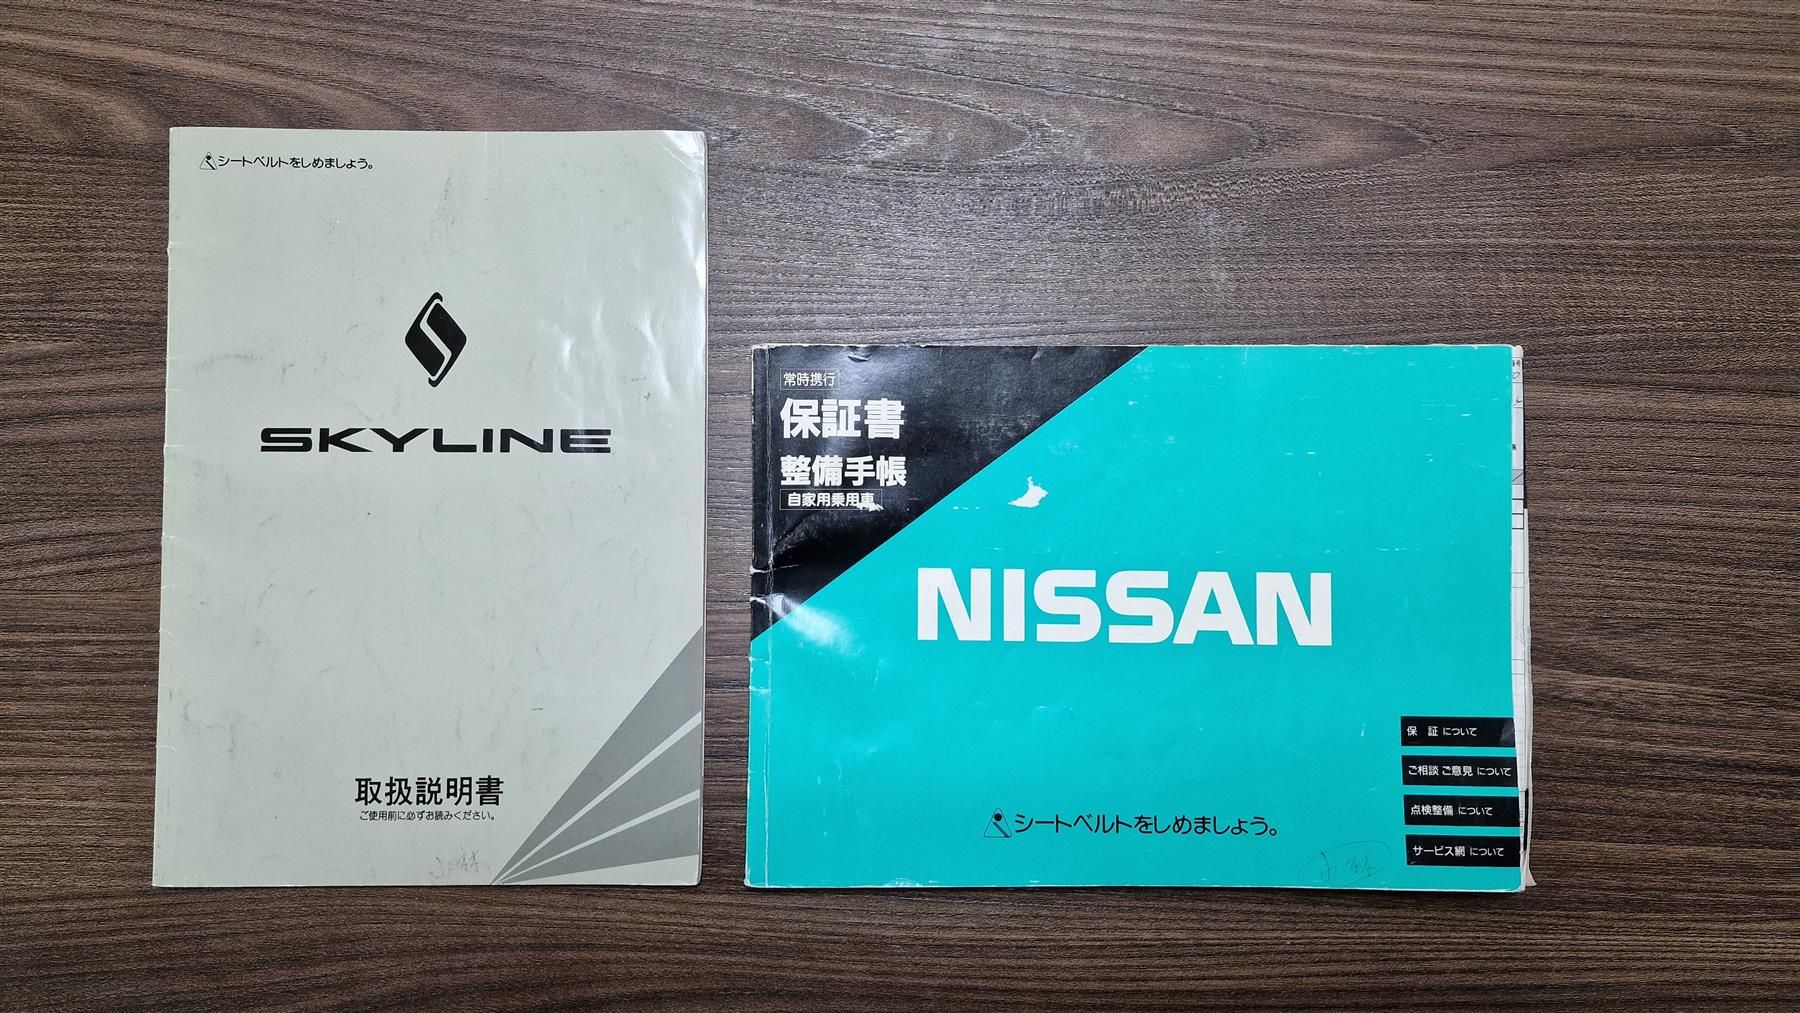 シートベルトをしめましょう。
SKYLINE
取扱説明書
ご使用前に必ずお読みください。
常時携行
保証書
整備手帳
自家用乗用車
NISSAN
保 証 について
ご相談 ご意見 について
点検整備 について
サービス網 について
シートベルトをしめましょう。